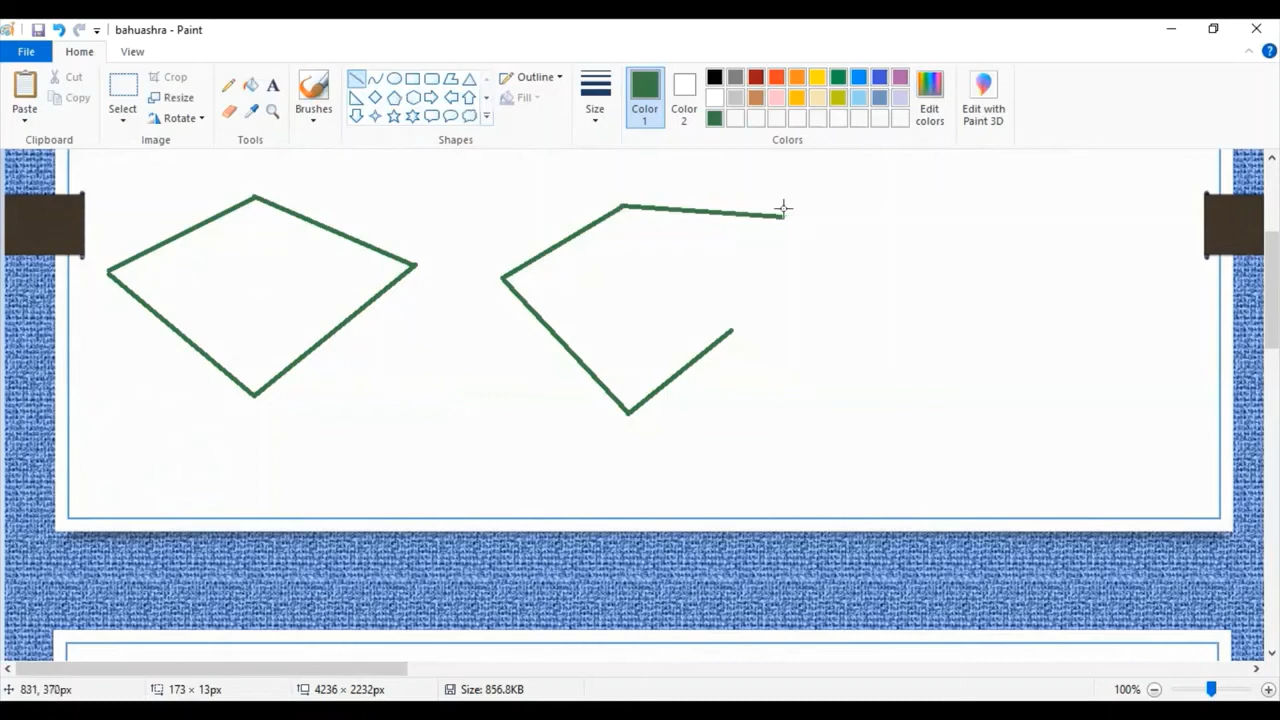 bahuashra - Paint
File
Home
View
Paste
Cut
Copy
Clipboard
Select
Crop
Resize
Rotate
Image
A
Tools
Brushes
Shapes
Outline
Fill
Size
Color 1
Color 2
Colors
Edit colors
Edit with Paint 3D
831, 370px
173 × 13px
4236 × 2232px
Size: 856.8KB
100%